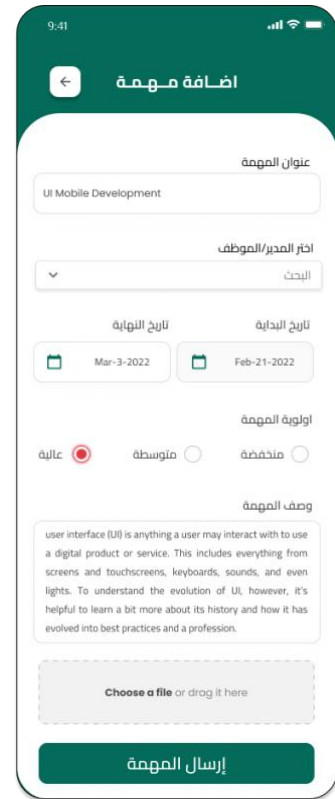 9:41
اضــافة مــهـمـة
عنوان المهمة
UI Mobile Development
اختر المدير/الموظف
البحث
تاريخ البداية تاريخ النهاية
Feb-21-2022 Mar-3-2022
اولوية المهمة
منخفضة متوسطة عالية
وصف المهمة
user interface (UI) is anything a user may interact with to use
a digital product or service. This includes everything from
screens and touchscreens, keyboards, sounds, and even
lights. To understand the evolution of UI, however, it's
helpful to learn a bit more about its history and how it has
evolved into best practices and a profession.
Choose a file or drag it here
إرسال المهمة